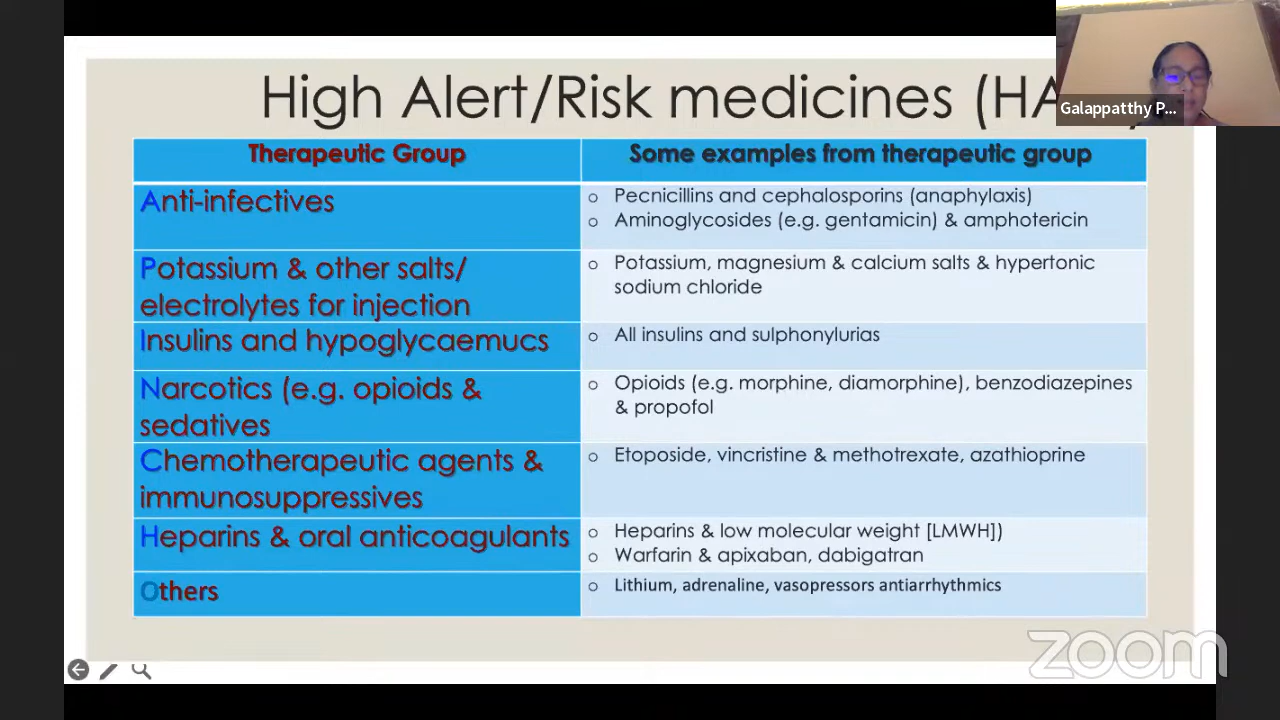 High Alert/Risk medicines (HA
Galappatthy P...
Therapeutic Group
Some examples from therapeutic group
Anti-infectives
o Pecnicillins and cephalosporins (anaphylaxis)
o Aminoglycosides (e.g. gentamicin) & amphotericin
Potassium & other salts/
electrolytes for injection
o Potassium, magnesium & calcium salts & hypertonic
sodium chloride
Insulins and hypoglycaemucs
o All insulins and sulphonylurias
Narcotics (e.g. opioids &
sedatives
o Opioids (e.g. morphine, diamorphine), benzodiazepines
& propofol
Chemotherapeutic agents &
immunosuppressives
o Etoposide, vincristine & methotrexate, azathioprine
Heparins & oral anticoagulants
o Heparins & low molecular weight [LMWH])
o Warfarin & apixaban, dabigatran
Others
o Lithium, adrenaline, vasopressors antiarrhythmics
zoom